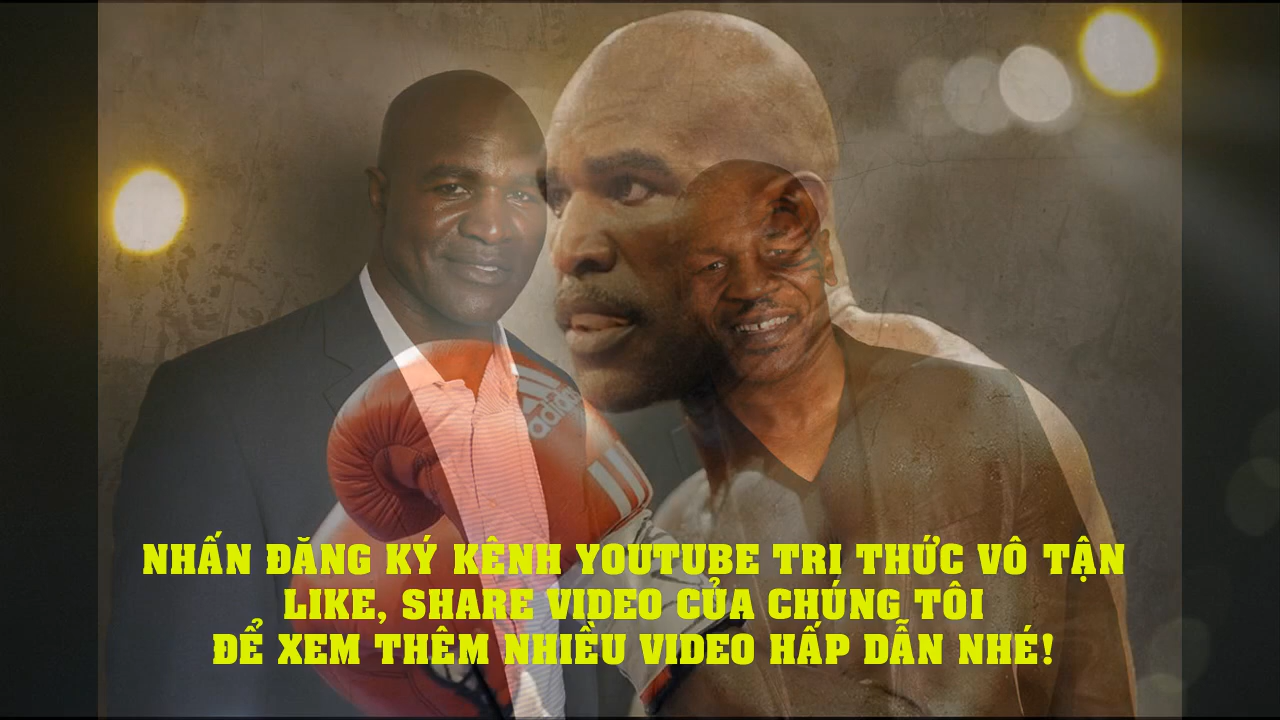 adidas
NHẤN ĐĂNG KÝ KÊNH YOUTUBE TRI THỨC VÔ TẬN
LIKE, SHARE VIDEO CỦA CHÚNG TÔI
ĐỂ XEM THÊM NHIỀU VIDEO HẤP DẪN NHÉ!